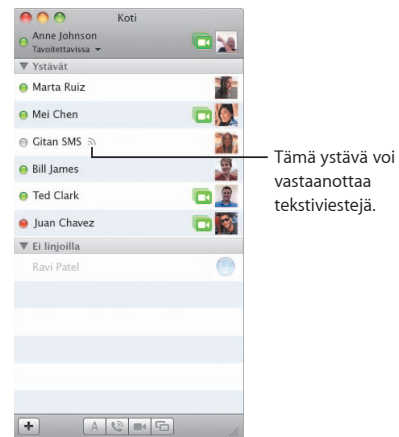 Koti
Anne Johnson
Tavoitettavissa
Ystävät
Marta Ruiz
Mei Chen
Gitan SMS
Bill James
Ted Clark
Juan Chavez
Ei linjoilla
Ravi Patel
A
Tämä ystävä voi
vastaanottaa
tekstiviestejä.